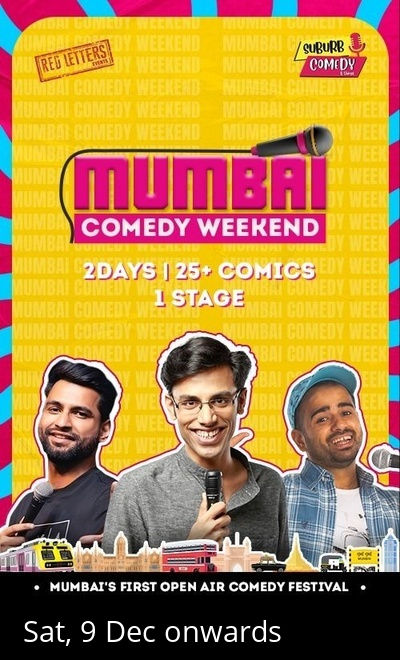 RED LETTERS
EVENTS
SUBURB
COMEDY
MUMBAI
COMEDY WEEKEND
2DAYS | 25+ COMICS
1 STAGE
• MUMBAI'S FIRST OPEN AIR COMEDY FESTIVAL •
Sat, 9 Dec onwards